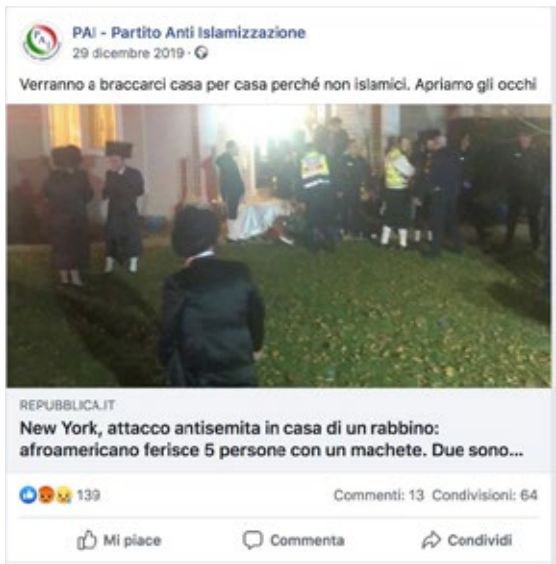 PAI
PAI - Partito Anti Islamizzazione
29 dicembre 2019 ·
Verranno a braccarci casa per casa perché non islamici. Apriamo gli occhi
REPUBBLICA.IT
New York, attacco antisemita in casa di un rabbino:
afroamericano ferisce 5 persone con un machete. Due sono...
139
Commenti: 13 Condivisioni: 64
Mi piace
Commenta
Condividi